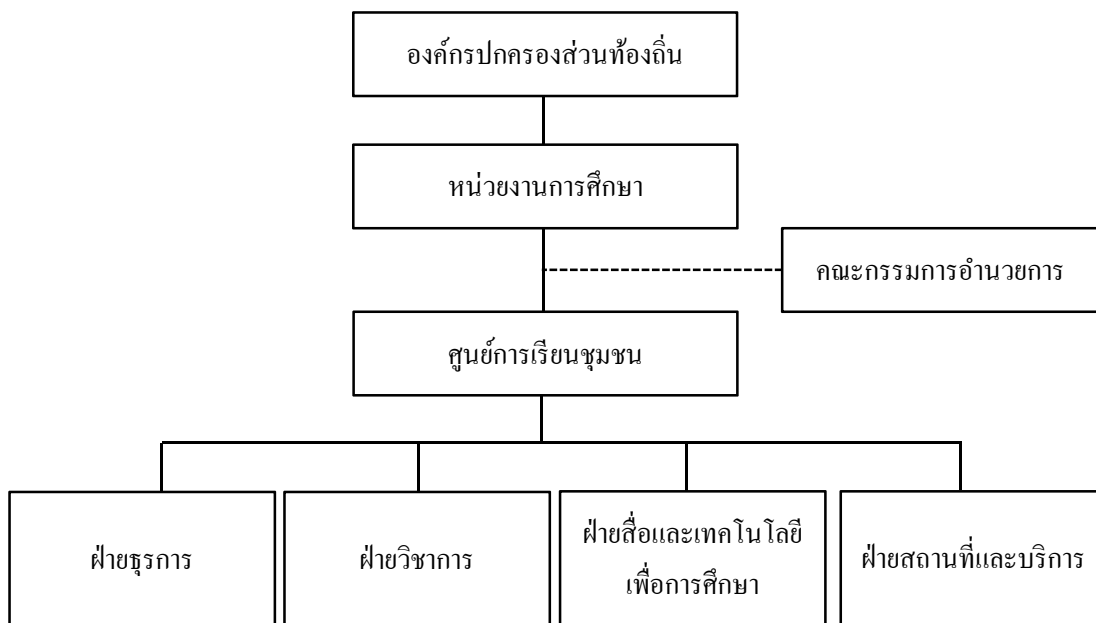 องค์กรปกครองส่วนท้องถิ่น
หน่วยงานการศึกษา
คณะกรรมการอำนวยการ
ศูนย์การเรียนชุมชน
ฝ่ายธุรการ
ฝ่ายวิชาการ
ฝ่ายสื่อและเทคโนโลยี
เพื่อการศึกษา
ฝ่ายสถานที่และบริการ